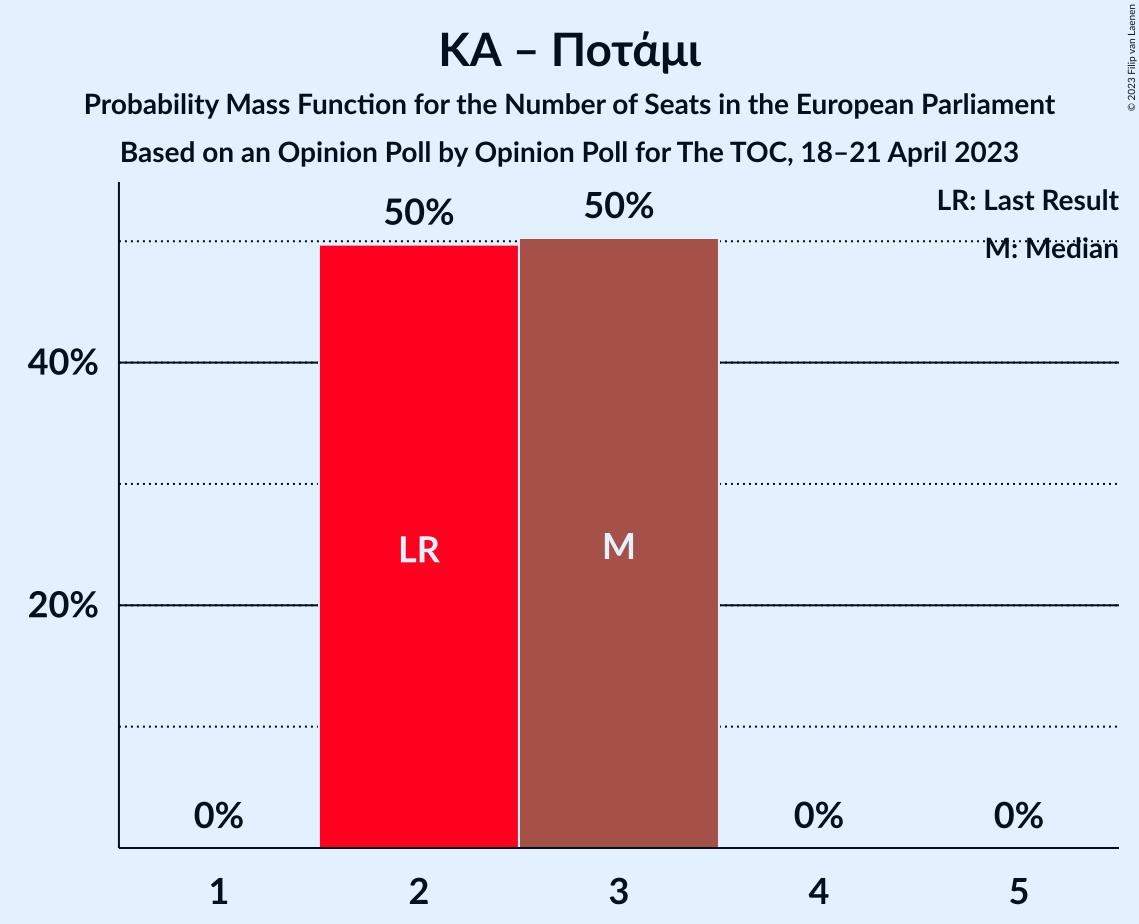 ΚΑ – Ποτάμι
Probability Mass Function for the Number of Seats in the European Parliament
Based on an Opinion Poll by Opinion Poll for The TOC, 18–21 April 2023
© 2023 Filip van Laenen
LR: Last Result
M: Median
50%
50%
40%
20%
LR
M
0%
0%
0%
1
2
3
4
5